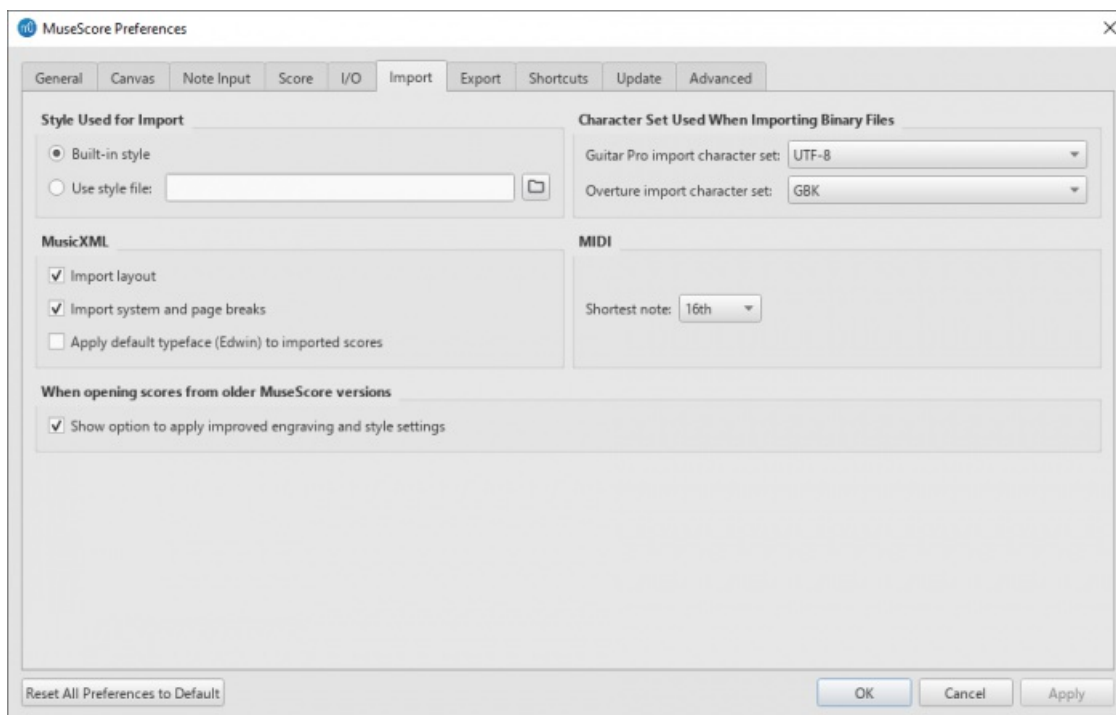 MuseScore Preferences
General Canvas Note Input Score I/O Import Export Shortcuts Update Advanced
Style Used for Import
Built-in style
Use style file:
Character Set Used When Importing Binary Files
Guitar Pro import character set: UTF-8
Overture import character set: GBK
MusicXML
Import layout
Import system and page breaks
Apply default typeface (Edwin) to imported scores
MIDI
Shortest note: 16th
When opening scores from older MuseScore versions
Show option to apply improved engraving and style settings
Reset All Preferences to Default OK Cancel Apply